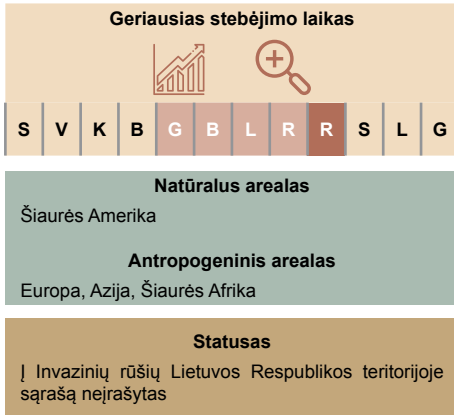 Geriausias stebėjimo laikas
S V K B G B L R R S L G
Natūralus arealas
Šiaurės Amerika
Antropogeninis arealas
Europa, Azija, Šiaurės Afrika
Statusas
Į Invazinių rūšių Lietuvos Respublikos teritorijoje
sąrašą neįrašytas